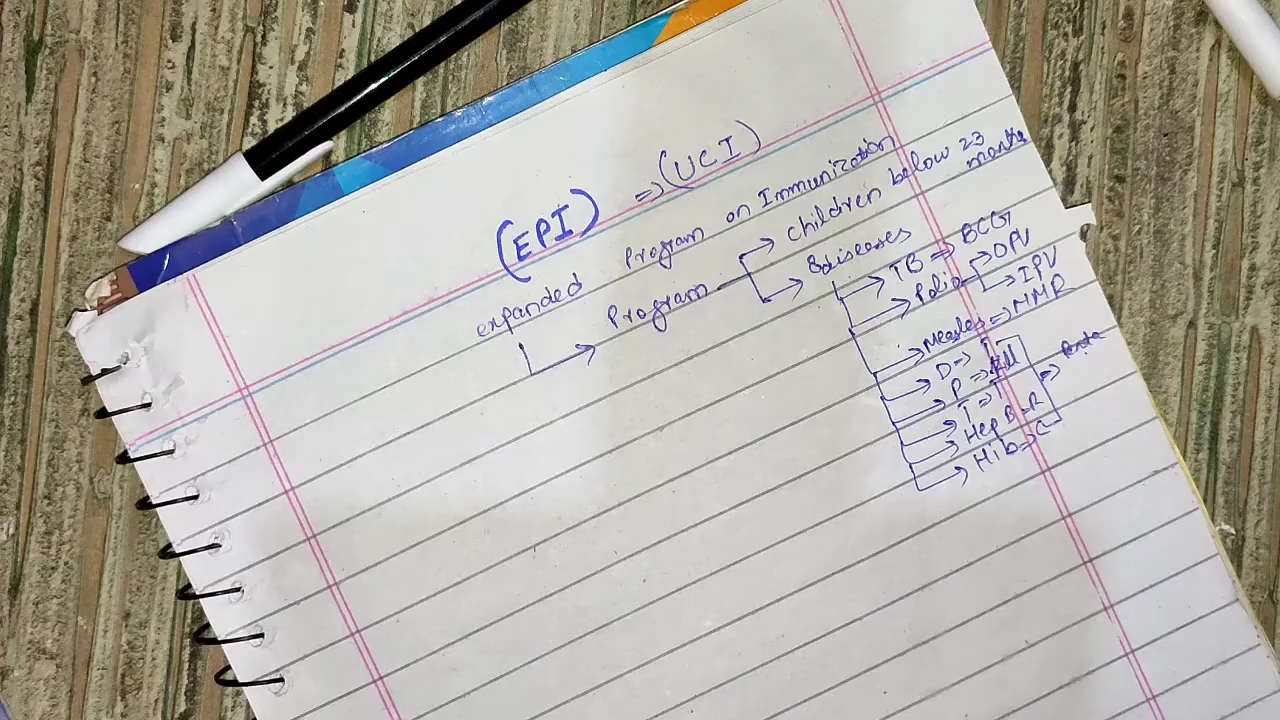 (EPI) ⇒ (UCI)
expanded Program on Immunization
Program → children below 23 months
→ 8 diseases
→ TB ⇒ BCG
→ Polio → OPV
→ IPV
→ Measles ⇒ MMR
→ D ⇒
→ P ⇒
→ T ⇒ T
→ Hep B
→ Hib ⇒
⇒ Penta